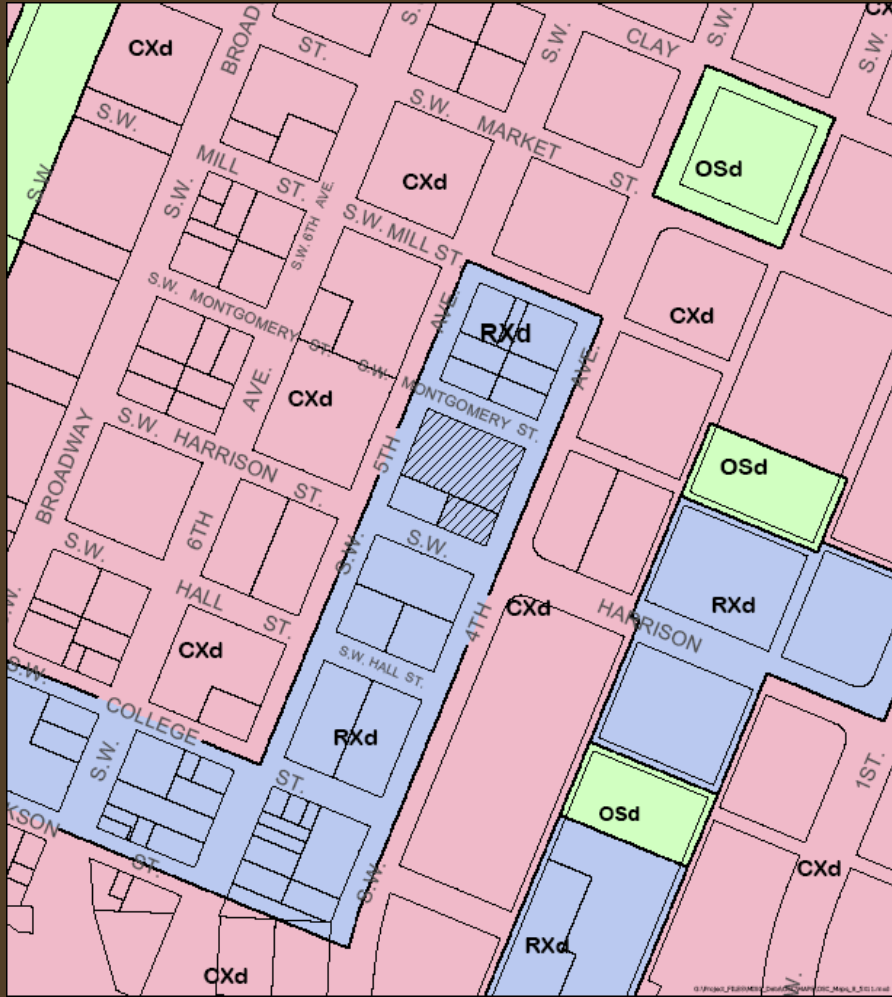 CXd
CXd
BROAD
ST.
S.
S.W.
CLAY
S.W.
S.W.
S.W.
S.W.
MARKET
ST.
OSd
S.W.
MILL
ST.
S.W.
S.W. 6TH AVE.
CXd
S.W. MILL ST.
CXd
AVE.
RXd
AVE.
S.W. MONTGOMERY ST.
S.W. MONTGOMERY ST.
AVE.
CXd
BROADWAY
S.W. HARRISON ST.
5TH
OSd
6TH
S.W.
HALL
ST.
S.W.
S.W.
4TH
CXd
HARRISON
RXd
.W.
CXd
S.W. HALL ST.
S.W.
COLLEGE
ST.
S.W.
RXd
1ST.
OSd
KSON
ST.
S.W.
CXd
RXd
CXd
W.